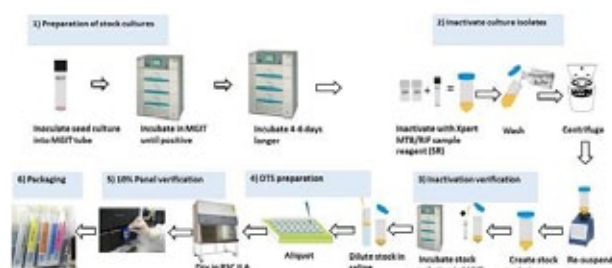 1) Preparation of stock cultures
2) Inactivate culture isolates
Inoculate seed culture
into MGIT tube
Incubate in MGIT
until positive
Incubate 4-6 days
longer
Inactivate with Xpert
MTB/RIF sample
reagent (SR)
Wash
Centrifuge
6) Packaging
5) 10% Panel verification
4) DTS preparation
3) Inactivation verification
Aliquot
Dilute stock in
Incubate stock
Create stock
Re-suspend